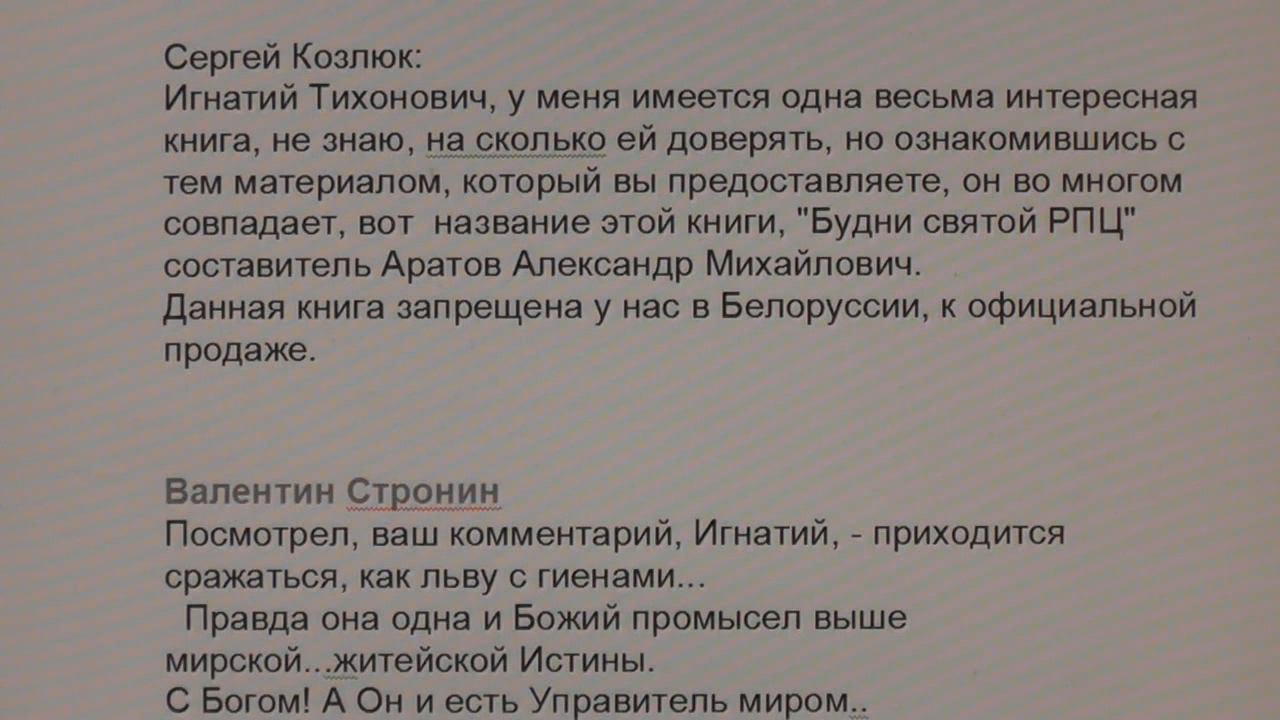 Сергей Козлюк:
Игнатий Тихонович, у меня имеется одна весьма интересная
книга, не знаю, на сколько ей доверять, но ознакомившись с
тем материалом, который вы предоставляете, он во многом
совпадает, вот  название этой книги, "Будни святой РПЦ"
составитель Аратов Александр Михайлович.
Данная книга запрещена у нас в Белоруссии, к официальной
продаже.
Валентин Стронин
Посмотрел, ваш комментарий, Игнатий, - приходится
сражаться, как льву с гиенами...
Правда она одна и Божий промысел выше
мирской...житейской Истины.
С Богом! А Он и есть Управитель миром..